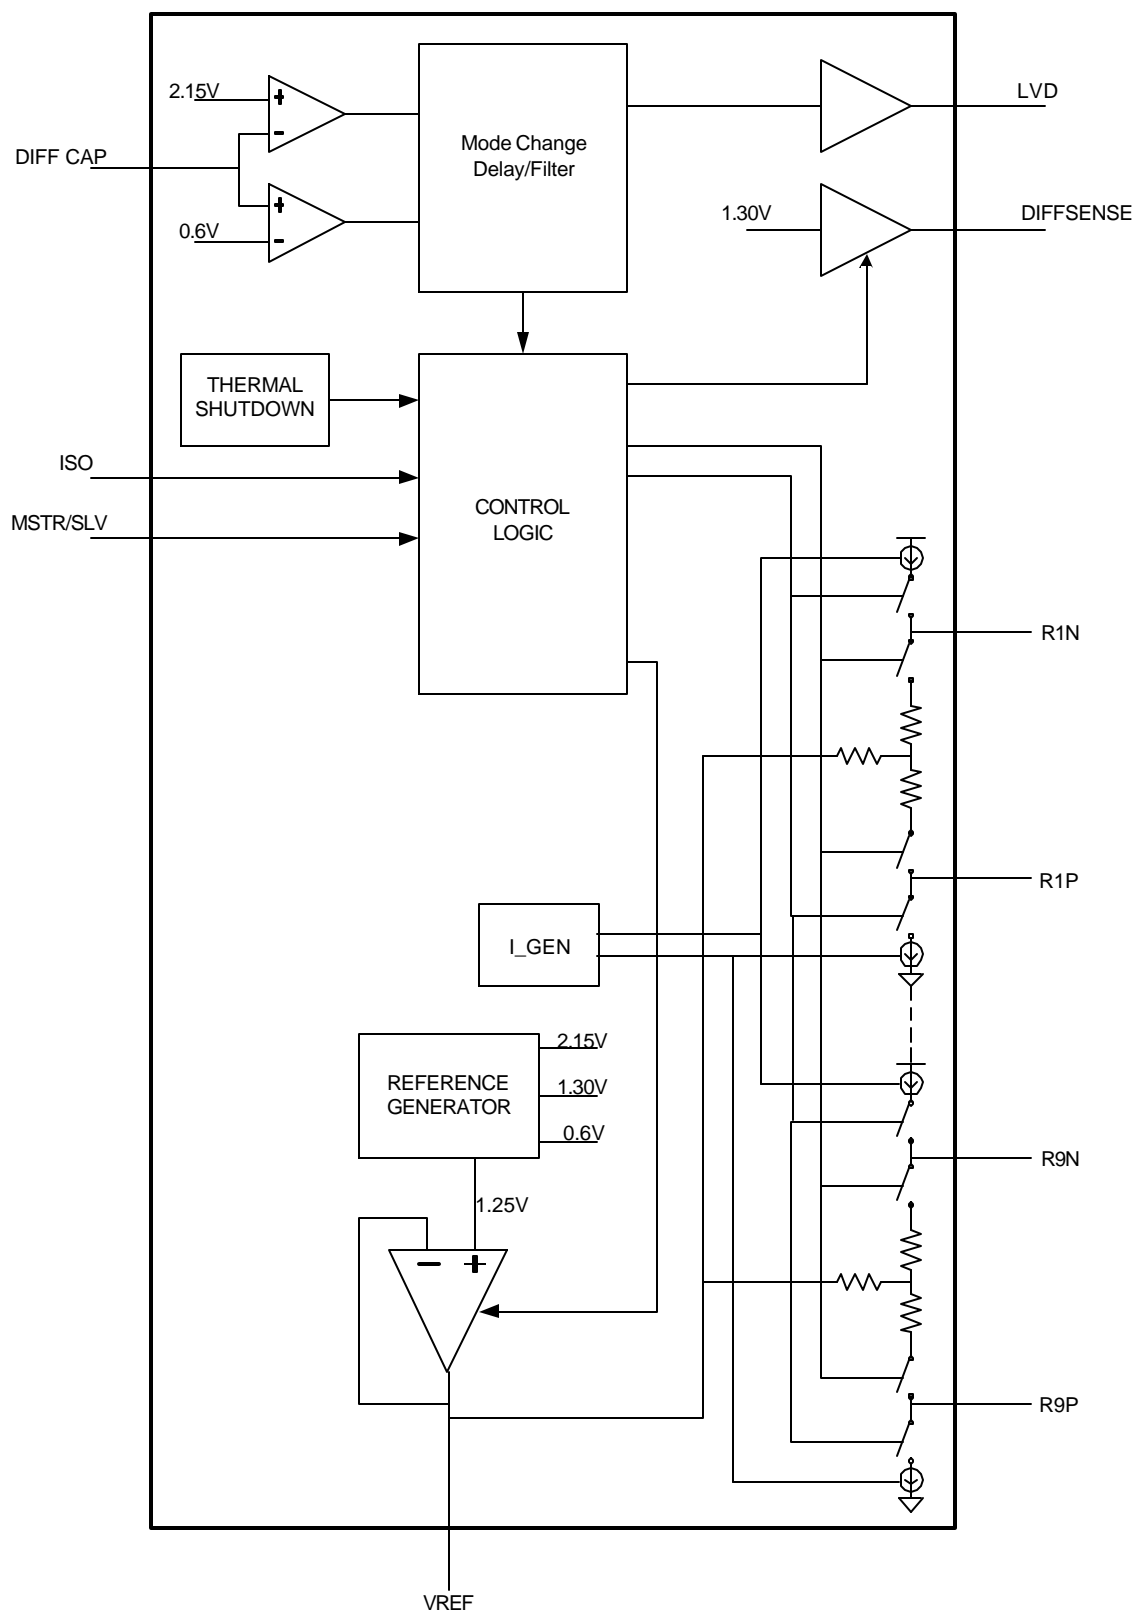 2.15V
LVD
Mode Change
Delay/Filter
DIFF CAP
+
-
+
-
0.6V
1.30V
DIFFSENSE
THERMAL
SHUTDOWN
ISO
MSTR/SLV
CONTROL
LOGIC
R1N
R1P
I_GEN
2.15V
REFERENCE
GENERATOR
1.30V
0.6V
R9N
1.25V
-
+
R9P
VREF